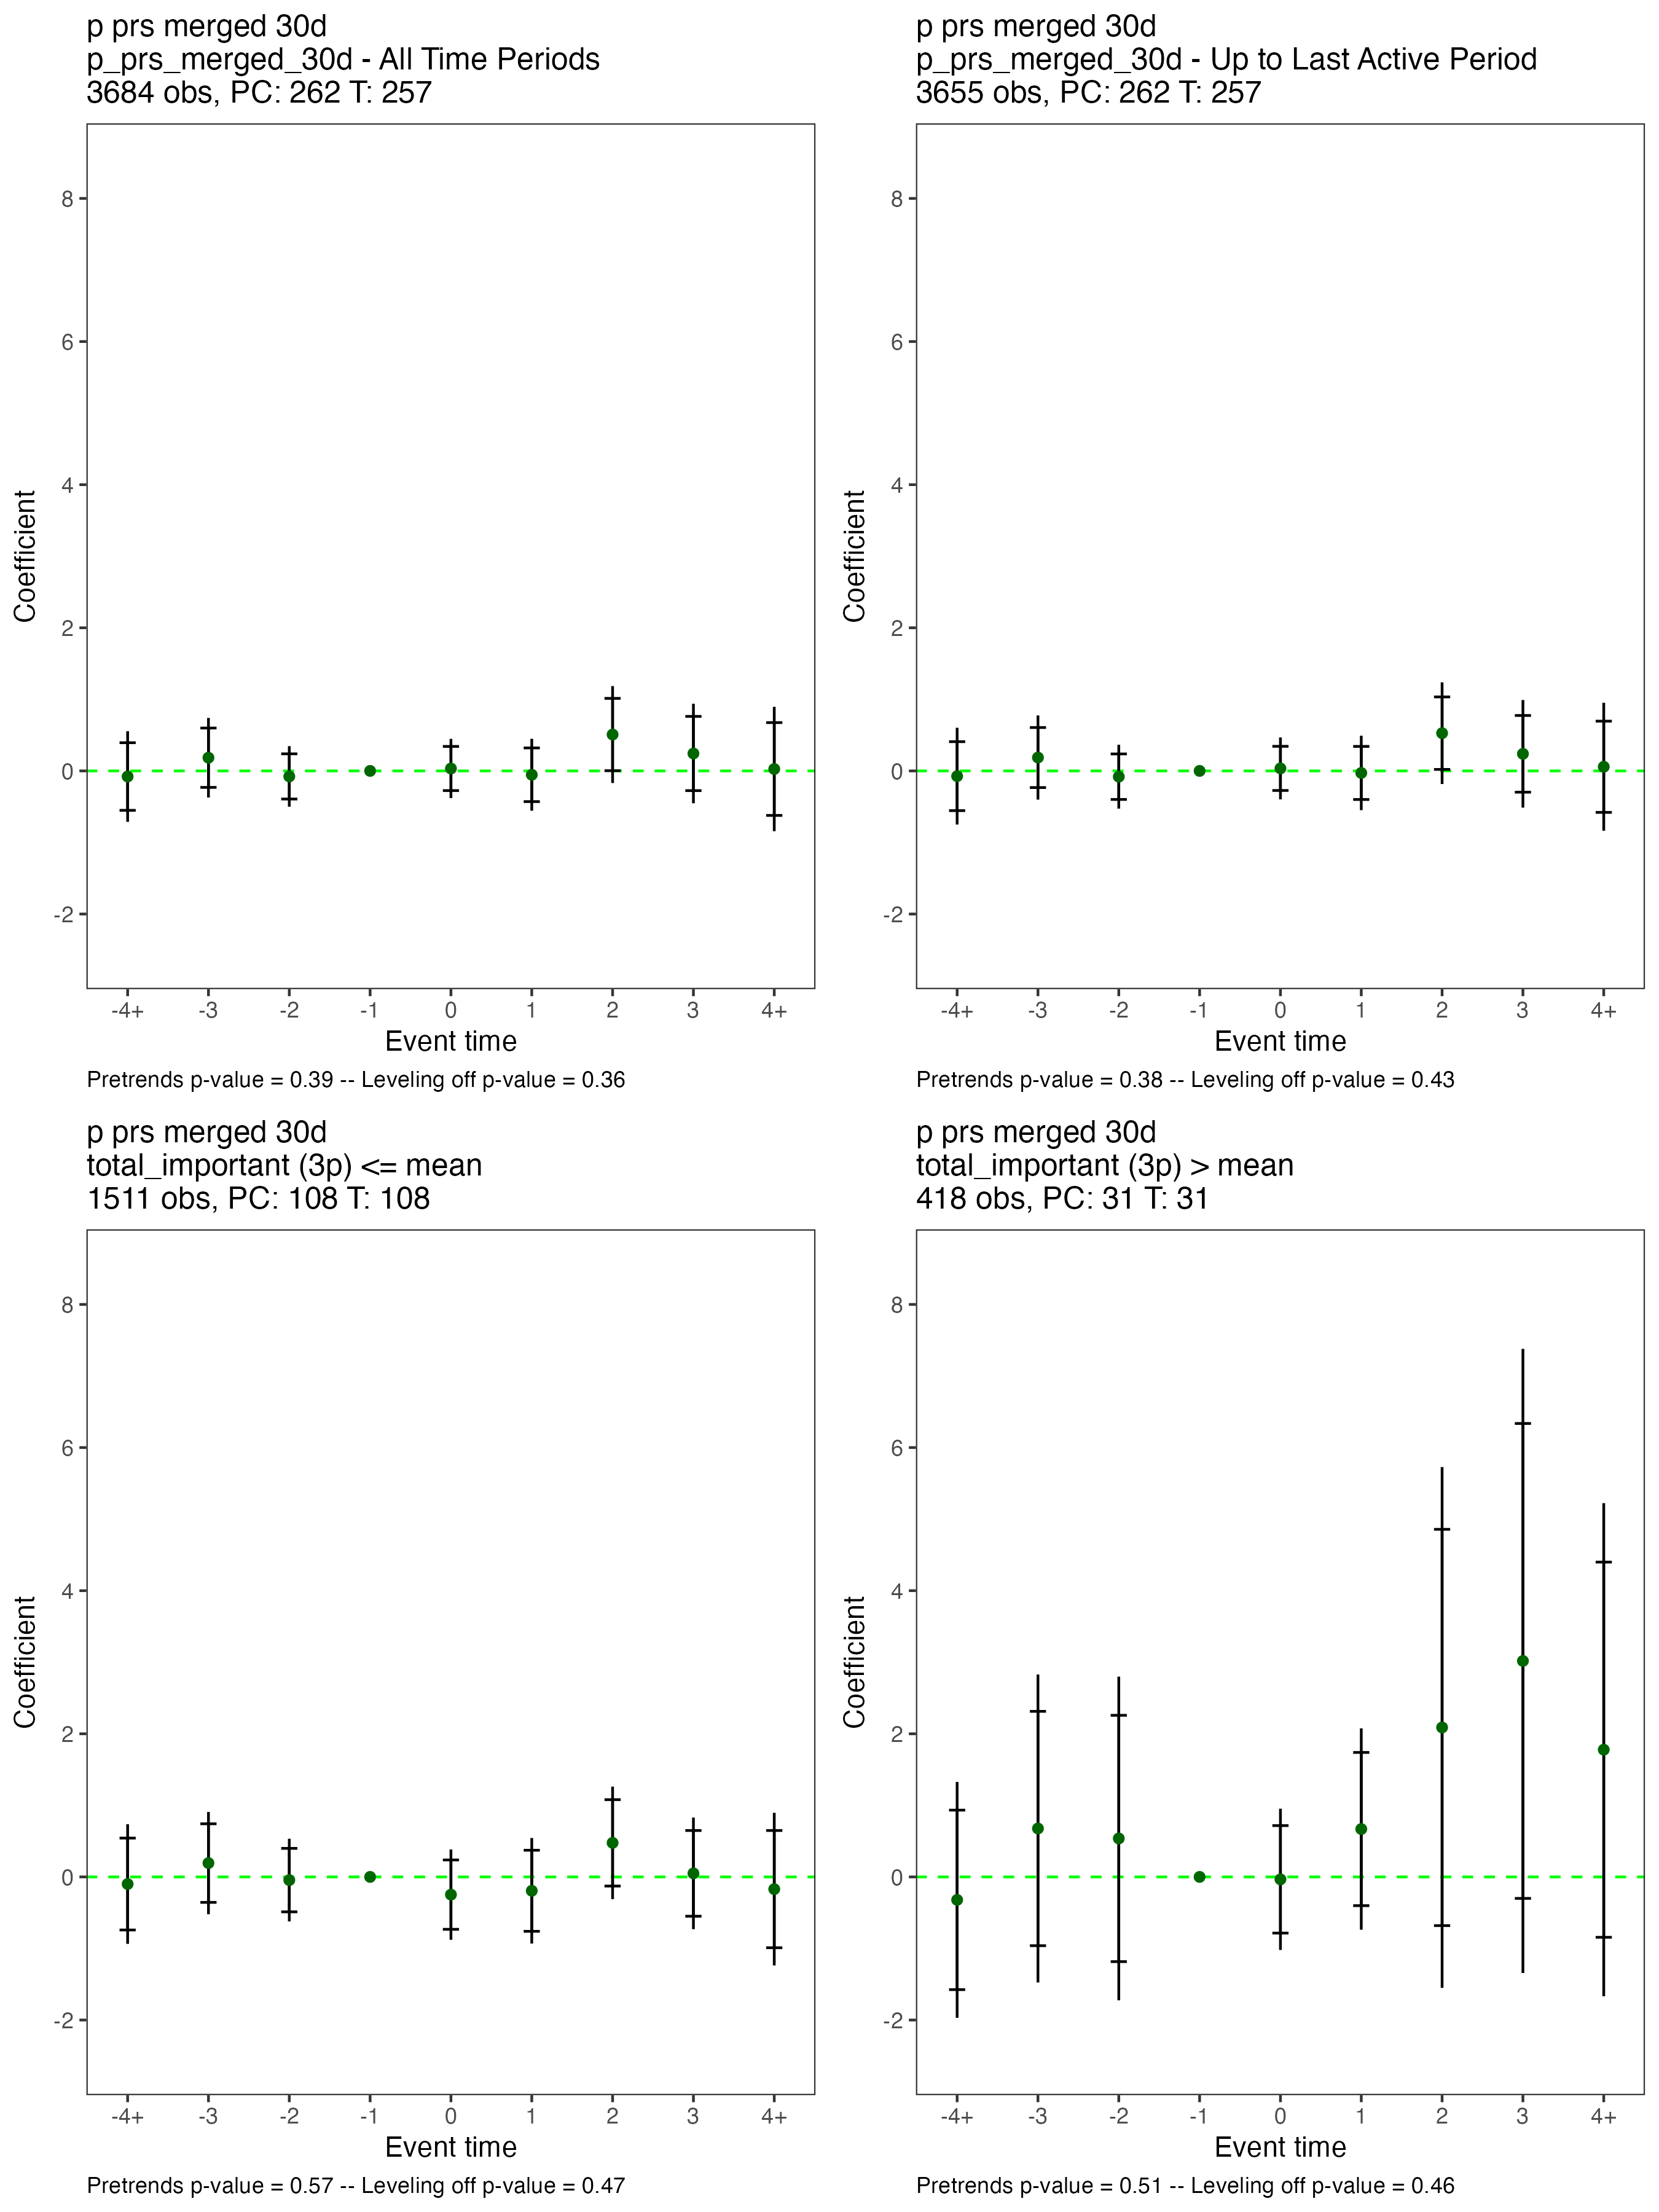 p prs merged 30d
p_prs_merged_30d - All Time Periods
3684 obs, PC: 262 T: 257
Coefficient
8
6
4
2
0
-2
-4+ -3 -2 -1 0 1 2 3 4+
Event time
Pretrends p-value = 0.39 -- Leveling off p-value = 0.36
p prs merged 30d
p_prs_merged_30d - Up to Last Active Period
3655 obs, PC: 262 T: 257
Coefficient
8
6
4
2
0
-2
-4+ -3 -2 -1 0 1 2 3 4+
Event time
Pretrends p-value = 0.38 -- Leveling off p-value = 0.43
p prs merged 30d
total_important (3p) <= mean
1511 obs, PC: 108 T: 108
Coefficient
8
6
4
2
0
-2
-4+ -3 -2 -1 0 1 2 3 4+
Event time
Pretrends p-value = 0.57 -- Leveling off p-value = 0.47
p prs merged 30d
total_important (3p) > mean
418 obs, PC: 31 T: 31
Coefficient
8
6
4
2
0
-2
-4+ -3 -2 -1 0 1 2 3 4+
Event time
Pretrends p-value = 0.51 -- Leveling off p-value = 0.46